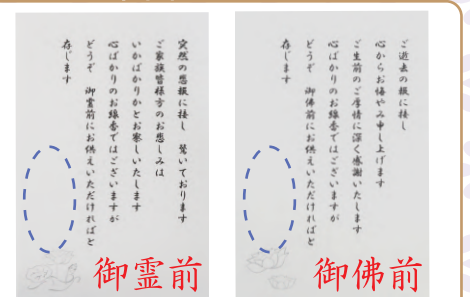 突然の悲報に接し　驚いております
ご家族皆様方のお悲しみは
いかばかりかとお察しいたします
心ばかりのお線香ではございますが
どうぞ　御霊前にお供えいただければと
存じます
御霊前
ご逝去の報に接し
心からお悔やみ申し上げます
ご生前のご厚情に深く感謝いたします
心ばかりのお線香ではございますが
どうぞ　御佛前にお供えいただければと
存じます
御佛前